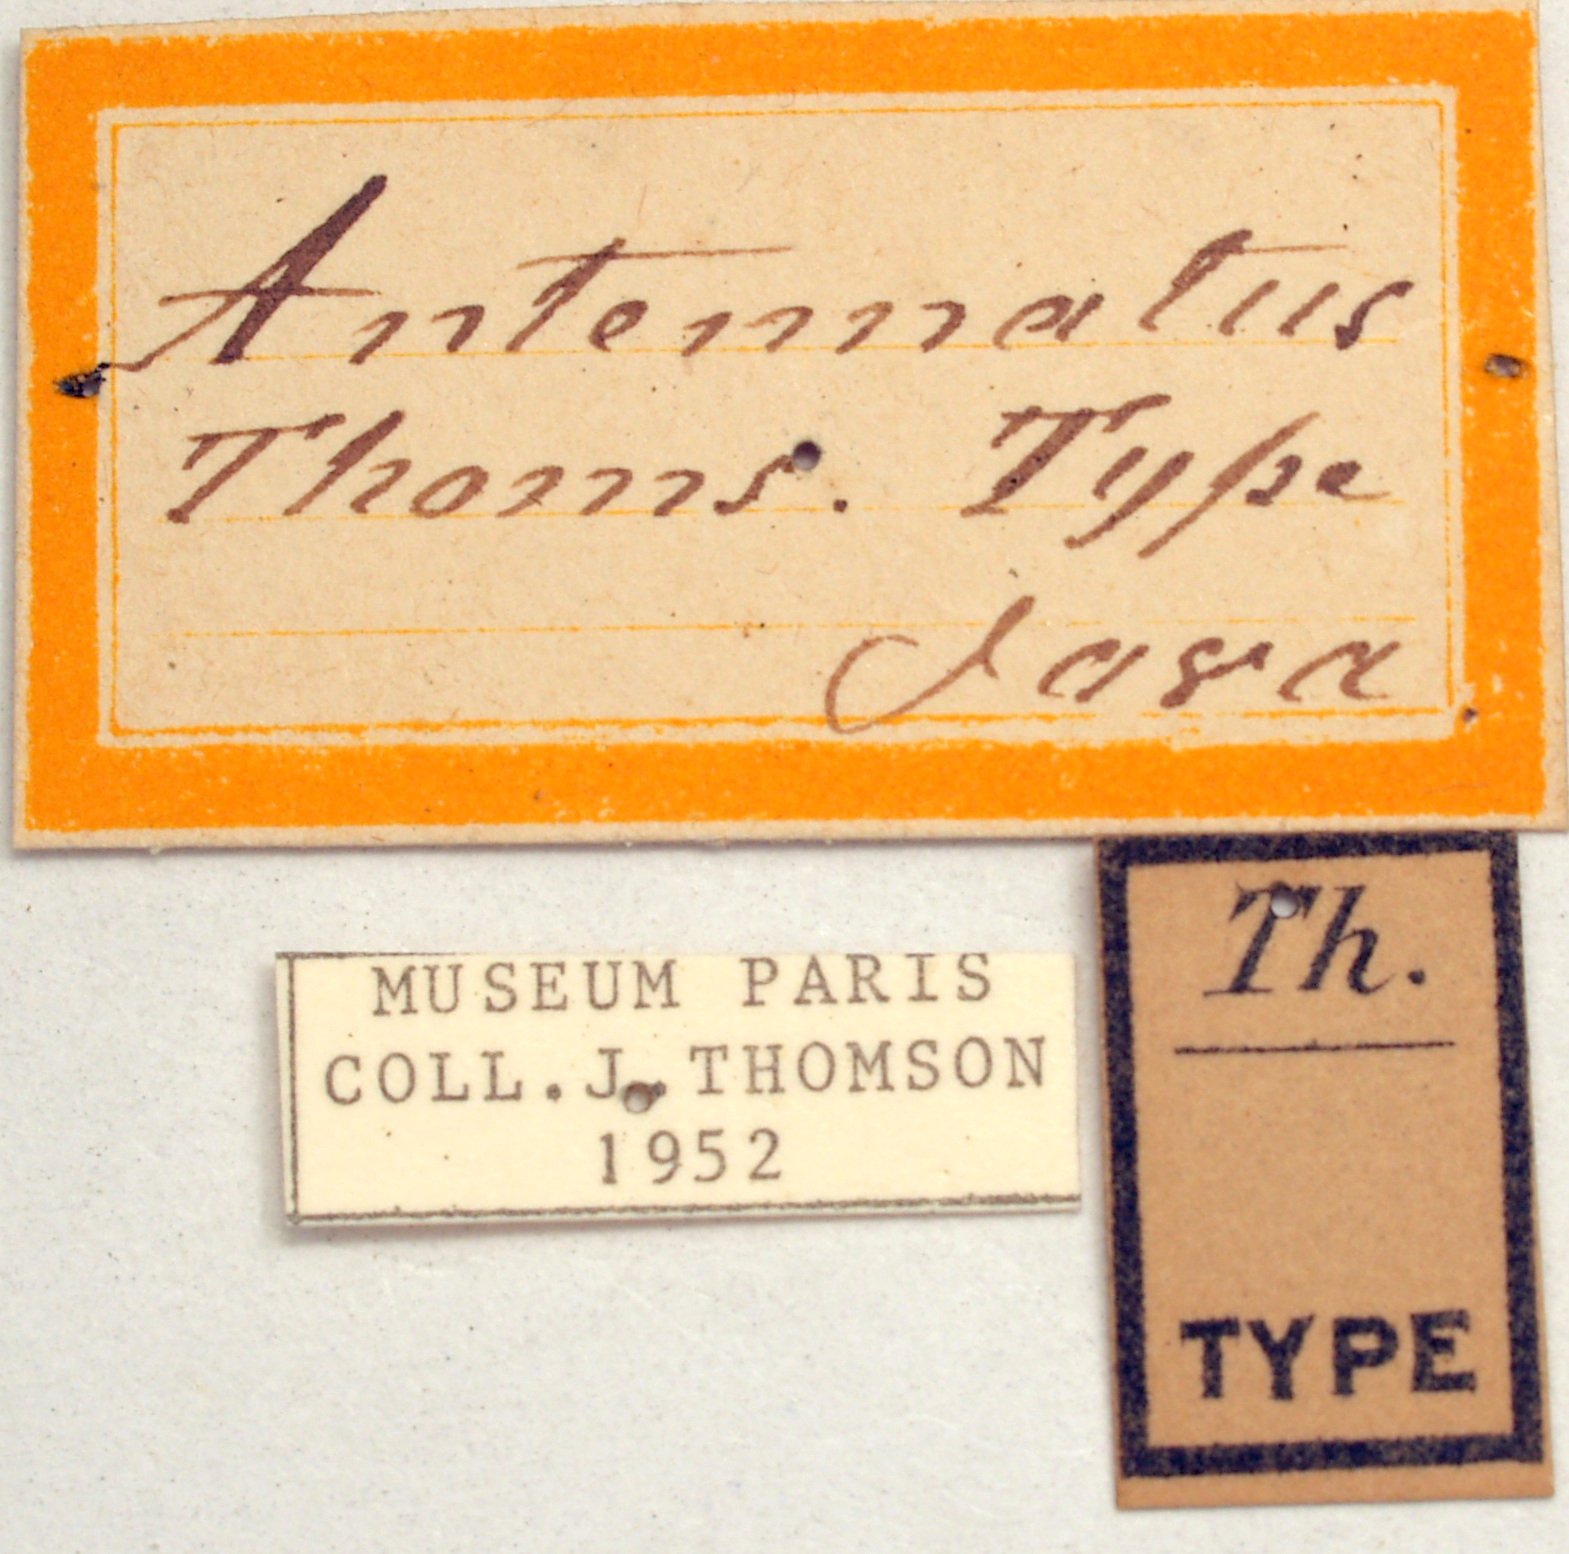 Antennatus
Thoms. Type
Java
MUSEUM PARIS
COLL. J. THOMSON
1952
Th.
TYPE